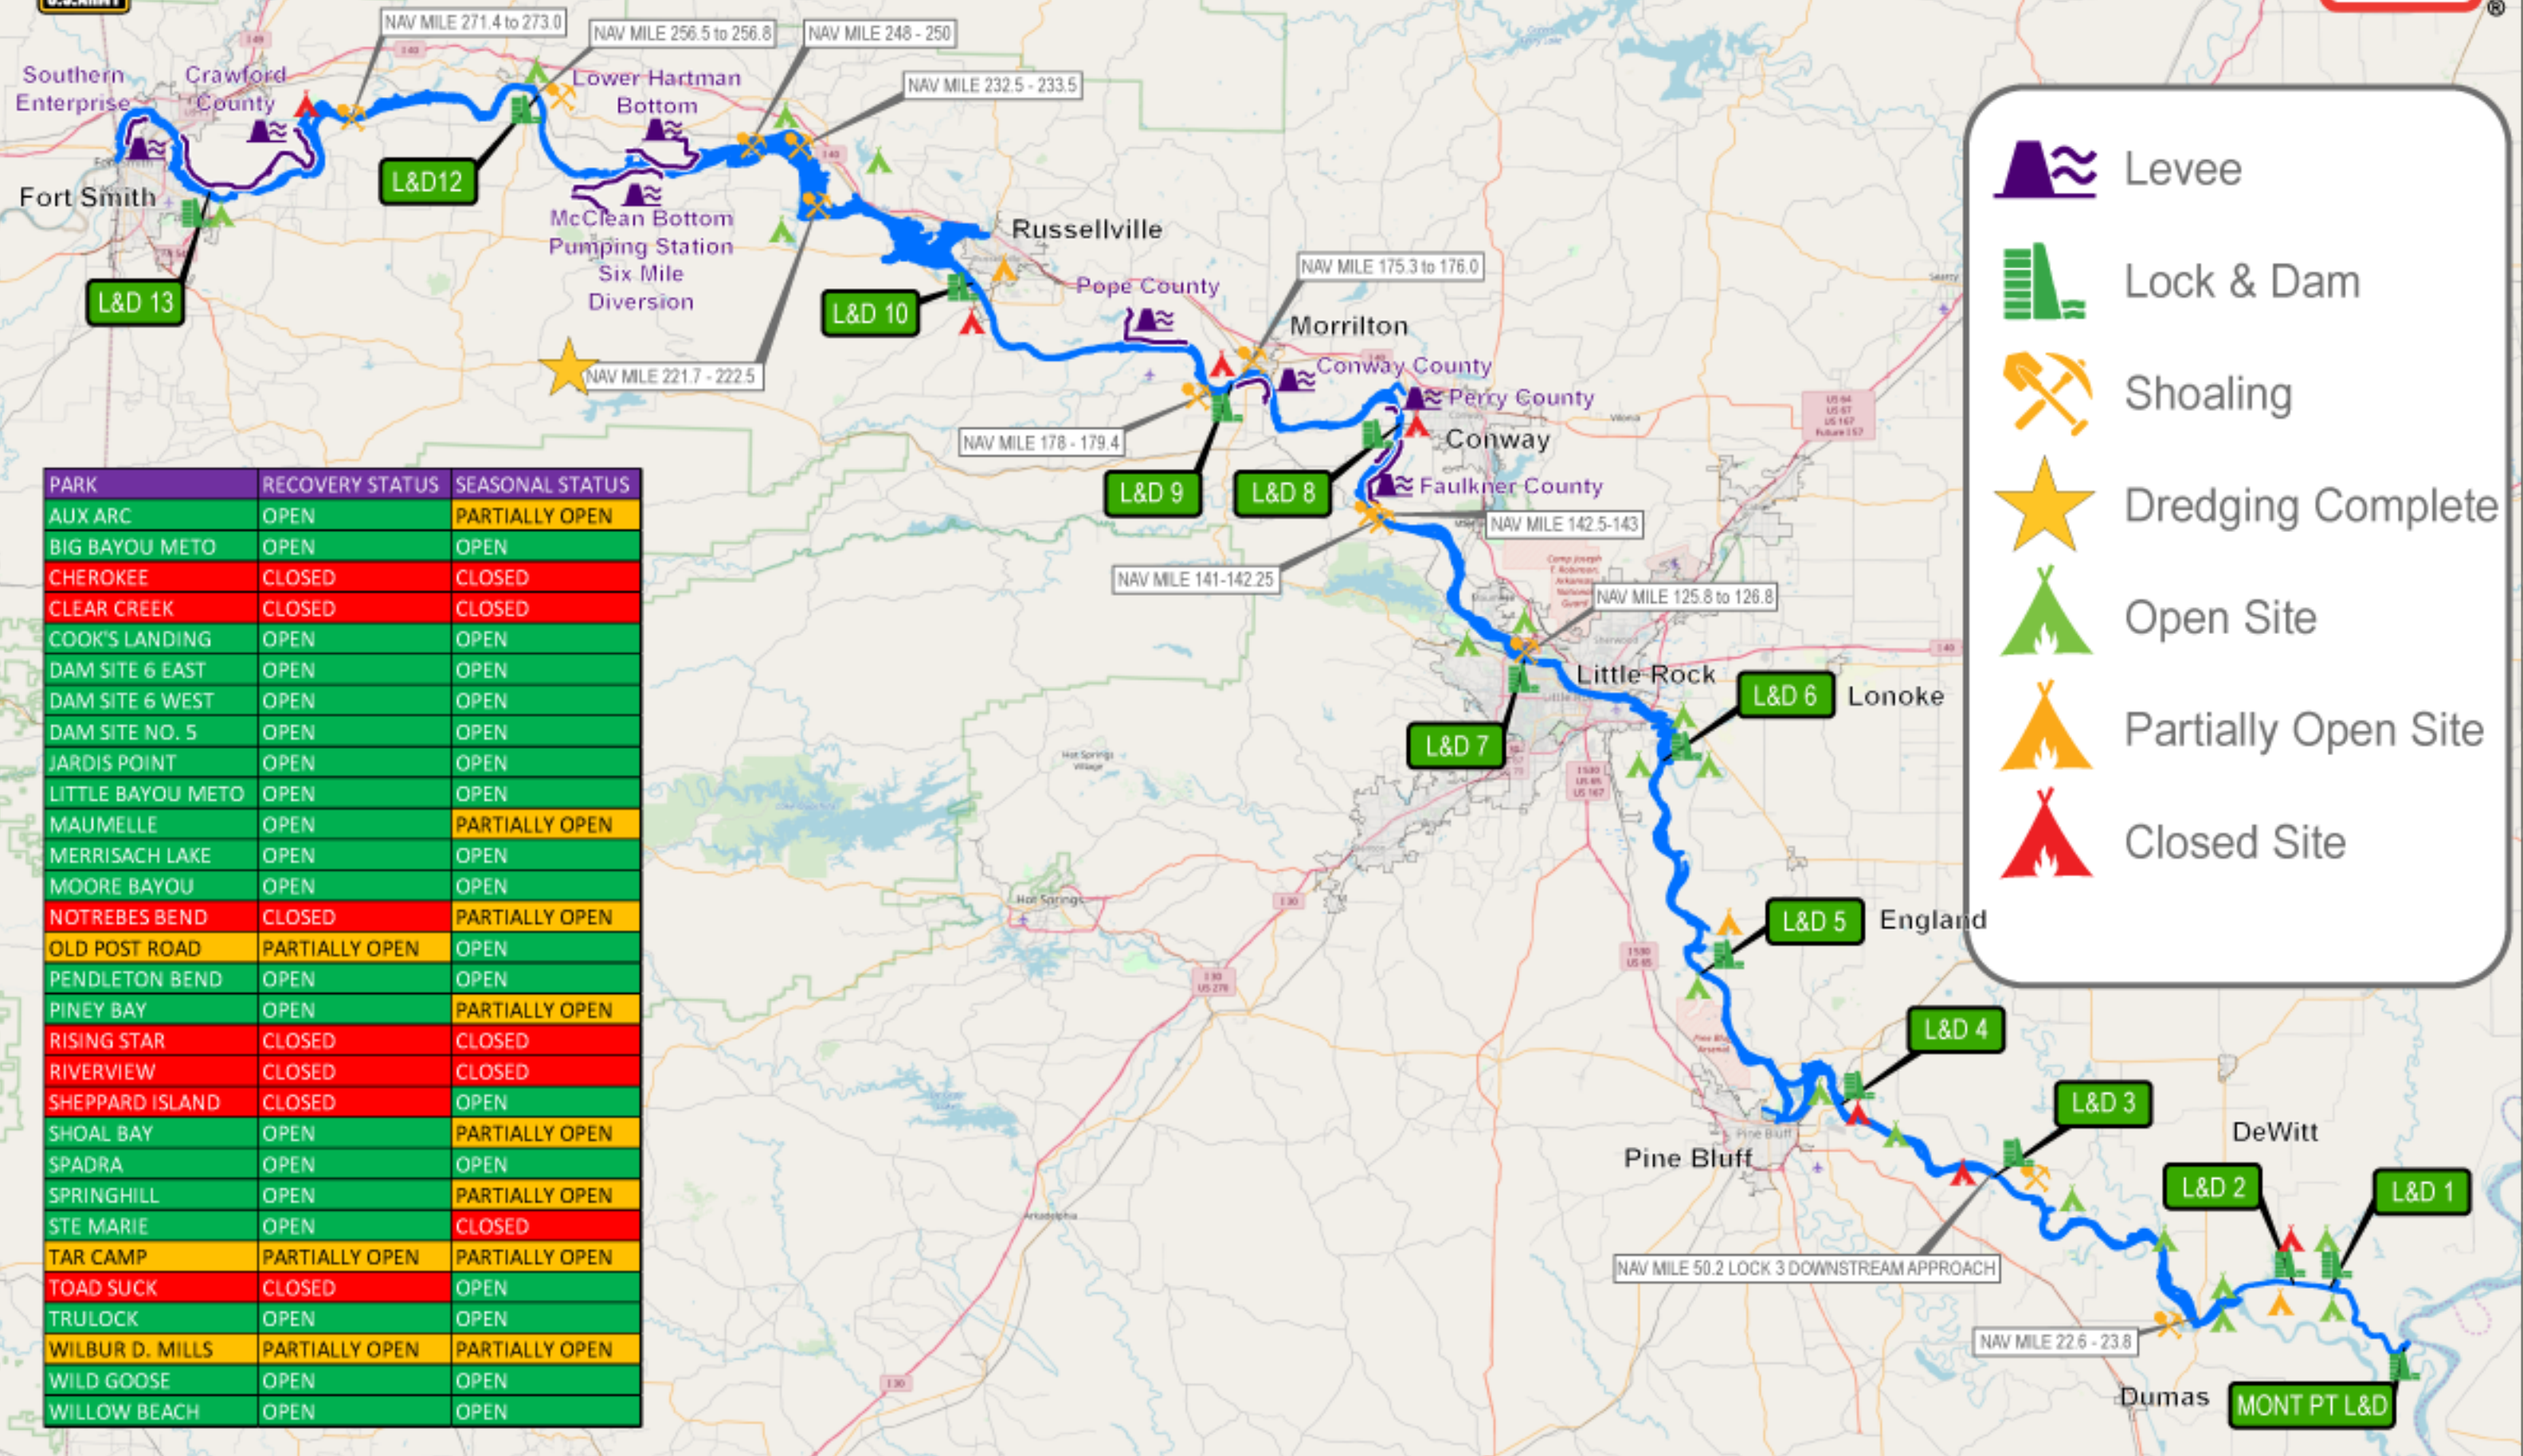 NAV MILE 271.4 to 273.0
NAV MILE 256.5 to 256.8
NAV MILE 248 - 250
®
Southern
Enterprise
Crawford
County
Lower Hartman
Bottom
NAV MILE 232.5 - 233.5
L&D12
Fort Smith
McClean Bottom
Pumping Station
Six Mile
Diversion
Russellville
L&D 13
L&D 10
Pope County
NAV MILE 175.3 to 176.0
Morrilton
NAV MILE 221.7 - 222.5
Conway County
Perry County
NAV MILE 178 - 179.4
Conway
L&D 9
L&D 8
Faulkner County
NAV MILE 142.5-143
NAV MILE 141-142.25
NAV MILE 125.8 to 126.8
Little Rock
L&D 6
Lonoke
L&D 7
Hot Springs
Village
Hot Springs
L&D 5
England
L&D 4
L&D 3
Pine Bluff
Pine Bluff
DeWitt
L&D 2
L&D 1
Arkadelphia
NAV MILE 50.2 LOCK 3 DOWNSTREAM APPROACH
NAV MILE 22.6 - 23.8
Dumas
MONT PT L&D
Levee
Lock & Dam
Shoaling
Dredging Complete
Open Site
Partially Open Site
Closed Site
PARK RECOVERY STATUS SEASONAL STATUS
AUX ARC OPEN PARTIALLY OPEN
BIG BAYOU METO OPEN OPEN
CHEROKEE CLOSED CLOSED
CLEAR CREEK CLOSED CLOSED
COOK'S LANDING OPEN OPEN
DAM SITE 6 EAST OPEN OPEN
DAM SITE 6 WEST OPEN OPEN
DAM SITE NO. 5 OPEN OPEN
JARDIS POINT OPEN OPEN
LITTLE BAYOU METO OPEN OPEN
MAUMELLE OPEN PARTIALLY OPEN
MERRISACH LAKE OPEN OPEN
MOORE BAYOU OPEN OPEN
NOTREBES BEND CLOSED PARTIALLY OPEN
OLD POST ROAD PARTIALLY OPEN OPEN
PENDLETON BEND OPEN OPEN
PINEY BAY OPEN PARTIALLY OPEN
RISING STAR CLOSED CLOSED
RIVERVIEW CLOSED CLOSED
SHEPPARD ISLAND CLOSED OPEN
SHOAL BAY OPEN PARTIALLY OPEN
SPADRA OPEN OPEN
SPRINGHILL OPEN PARTIALLY OPEN
STE MARIE OPEN CLOSED
TAR CAMP PARTIALLY OPEN PARTIALLY OPEN
TOAD SUCK CLOSED OPEN
TRULOCK OPEN OPEN
WILBUR D. MILLS PARTIALLY OPEN PARTIALLY OPEN
WILD GOOSE OPEN OPEN
WILLOW BEACH OPEN OPEN